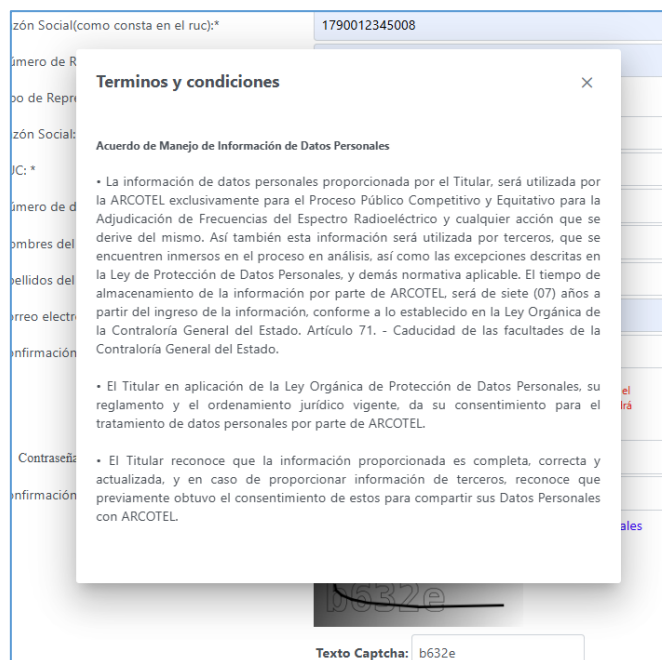 zón Social(como consta en el ruc):*
1790012345008
úmero de R
Terminos y condiciones
×
po de Repre
zón Social:
Acuerdo de Manejo de Información de Datos Personales
UC: *
• La información de datos personales proporcionada por el Titular, será utilizada por
la ARCOTEL exclusivamente para el Proceso Público Competitivo y Equitativo para la
úmero de d
Adjudicación de Frecuencias del Espectro Radioeléctrico y cualquier acción que se
derive del mismo. Así también esta información será utilizada por terceros, que se
ombres del
encuentren inmersos en el proceso en análisis, así como las excepciones descritas en
la Ley de Protección de Datos Personales, y demás normativa aplicable. El tiempo de
pellidos del
almacenamiento de la información por parte de ARCOTEL, será de siete (07) años a
partir del ingreso de la información, conforme a lo establecido en la Ley Orgánica de
orreo electr
la Contraloría General del Estado. Artículo 71. - Caducidad de las facultades de la
Contraloría General del Estado.
onfirmación
• El Titular en aplicación de la Ley Orgánica de Protección de Datos Personales, su
el
reglamento y el ordenamiento jurídico vigente, da su consentimiento para el
drá
tratamiento de datos personales por parte de ARCOTEL.
Contraseña
• El Titular reconoce que la información proporcionada es completa, correcta y
actualizada, y en caso de proporcionar información de terceros, reconoce que
onfirmación
previamente obtuvo el consentimiento de estos para compartir sus Datos Personales
con ARCOTEL.
ales
b632e
Texto Captcha:
b632e